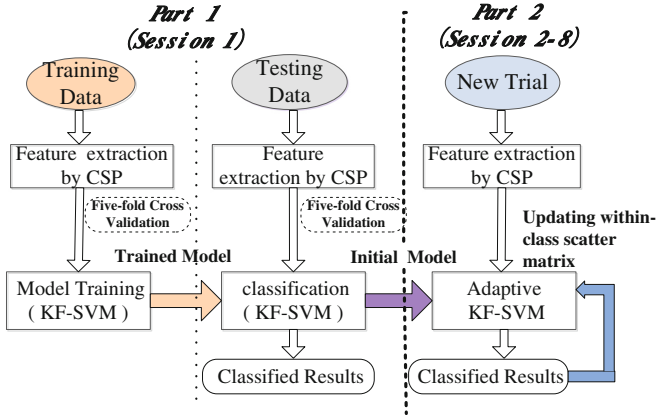 Part 1
(Session 1)
Part 2
(Session 2-8)
Training
Data
Testing
Data
New Trial
Feature extraction
by CSP
Feature
extraction by CSP
Feature extraction
by CSP
Five-fold Cross
Validation
Five-fold Cross
Validation
Updating within-
class scatter
matrix
Trained Model
Initial Model
Model Training
( KF-SVM )
classification
( KF-SVM )
Adaptive
KF-SVM
Classified Results
Classified Results